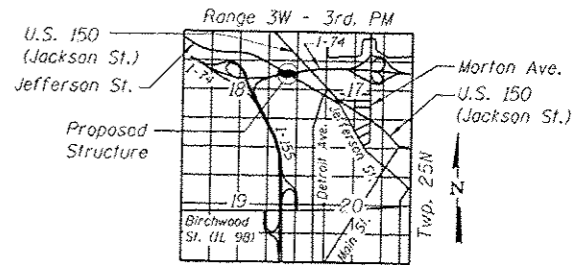 Range 3W - 3rd. PM
U.S. 150
(Jackson St.)
Jefferson St.
I-74
I-74
18
17
Morton Ave.
U.S. 150
(Jackson St.)
Proposed
Structure
I-155
Detroit Ave.
Jefferson St.
Twp. 25N
N
19
20
Birchwood
St. (IL 98)
Main St.